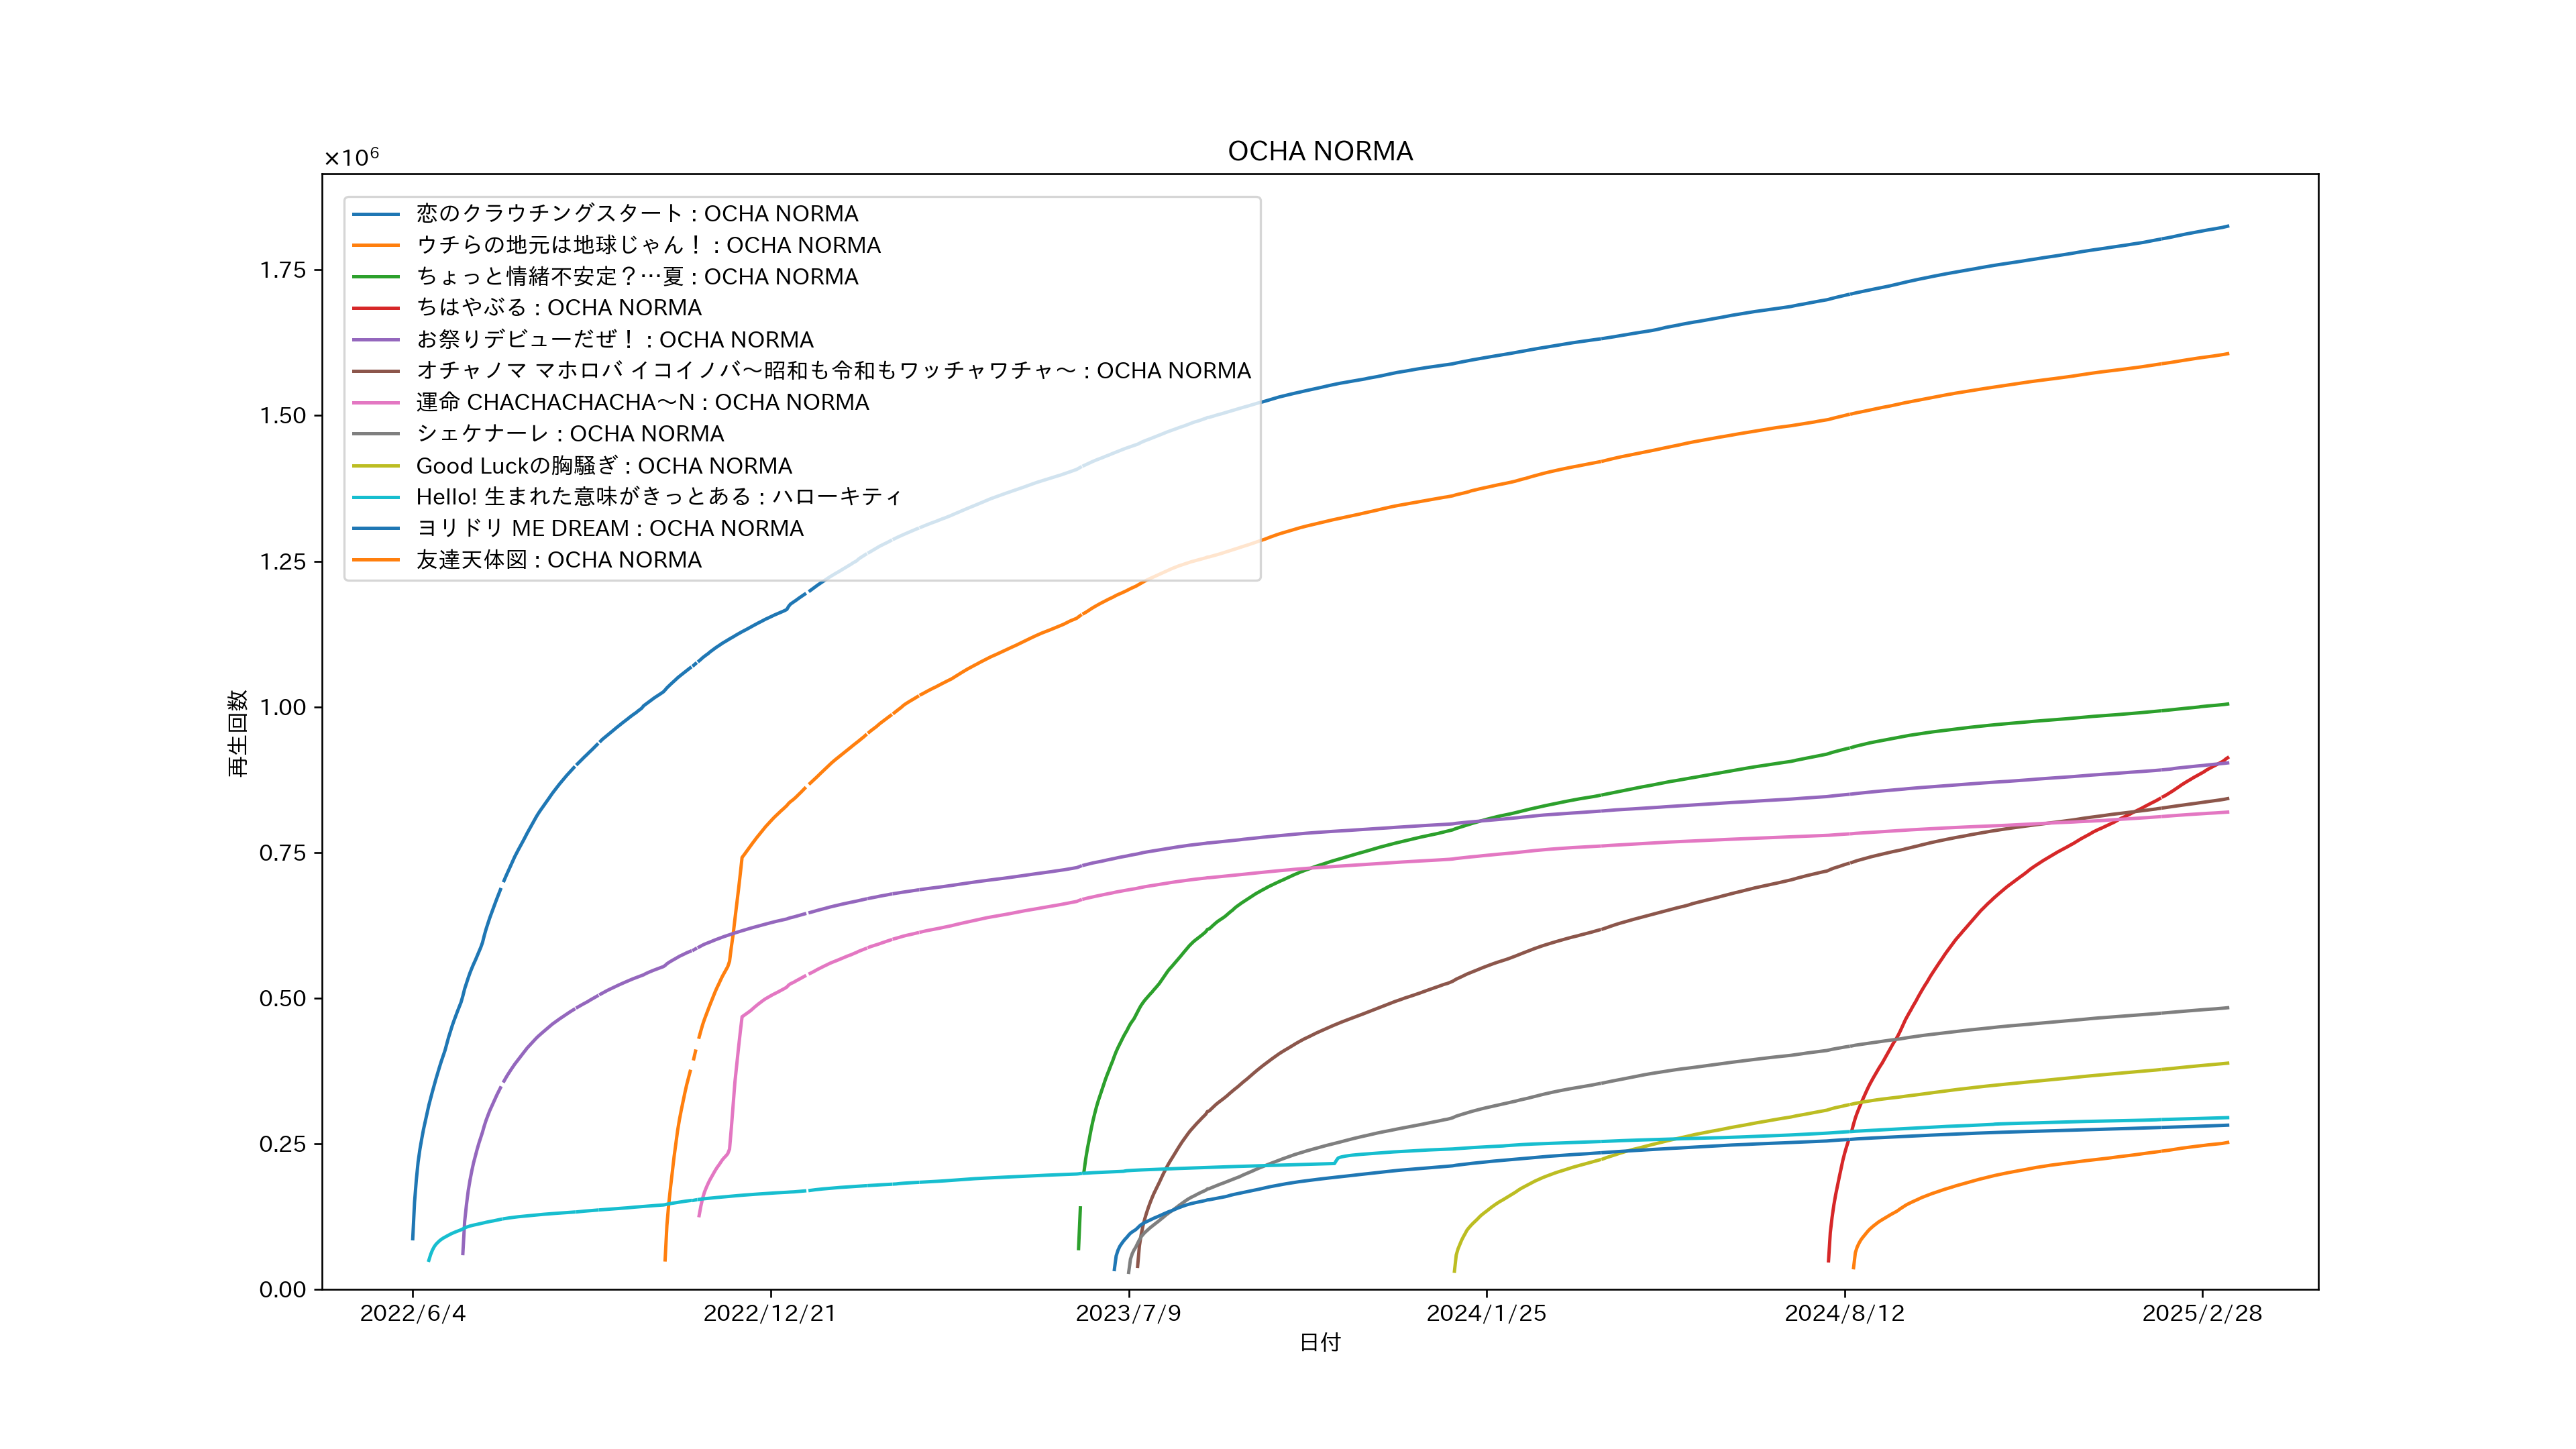 OCHA NORMA
×10⁶
恋のクラウチングスタート : OCHA NORMA
ウチらの地元は地球じゃん！ : OCHA NORMA
ちょっと情緒不安定？…夏 : OCHA NORMA
ちはやぶる : OCHA NORMA
お祭りデビューだぜ！ : OCHA NORMA
オチャノマ マホロバ イコイノバ～昭和も令和もワッチャワチャ～ : OCHA NORMA
運命 CHACHACHACHA～N : OCHA NORMA
シェケナーレ : OCHA NORMA
Good Luckの胸騒ぎ : OCHA NORMA
Hello! 生まれた意味がきっとある : ハローキティ
ヨリドリ ME DREAM : OCHA NORMA
友達天体図 : OCHA NORMA
1.75
1.50
1.25
1.00
0.75
0.50
0.25
0.00
再生回数
2022/6/4 2022/12/21 2023/7/9 2024/1/25 2024/8/12 2025/2/28
日付